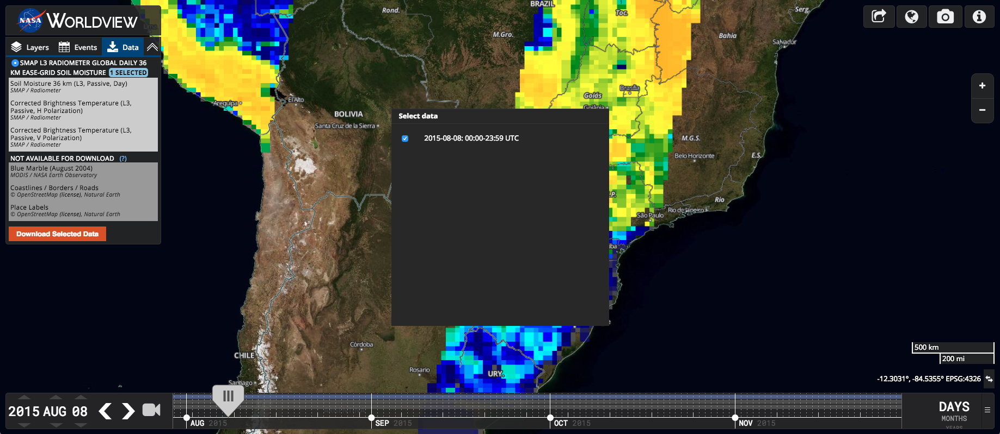 NASA WORLDVIEW
Layers
Events
Data
SMAP L3 RADIOMETER GLOBAL DAILY 36
KM EASE-GRID SOIL MOISTURE 1 SELECTED
Soil Moisture 36 km (L3, Passive, Day)
SMAP / Radiometer
Corrected Brightness Temperature (L3,
Passive, H Polarization)
SMAP / Radiometer
Corrected Brightness Temperature (L3,
Passive, V Polarization)
SMAP / Radiometer
NOT AVAILABLE FOR DOWNLOAD (?)
Blue Marble (August 2004)
MODIS / NASA Earth Observatory
Coastlines / Borders / Roads
© OpenStreetMap (license), Natural Earth
Place Labels
© OpenStreetMap (license), Natural Earth
Download Selected Data
Lima
Rond.
BRAZIL
Toc.
Serg.
M.Gro.
Bahia
Salvador
Arequipa
El Alto
BOLIVIA
Santa Cruz de la Sierra
Brasília
Goiás
Goiânia
M.G.S.
Belo Horizonte
E.S.
Rio
Rio de Janeiro
São Paulo
Select data
2015-08-08: 00:00-23:59 UTC
Córdoba
CHILE
Rosario
URY.
Santiago
+
−
500 km
200 mi
-12.3031°, -84.5355° EPSG:4326
2015 AUG 08
AUG 2015
SEP 2015
OCT 2015
NOV 2015
DAYS
MONTHS
YEARS